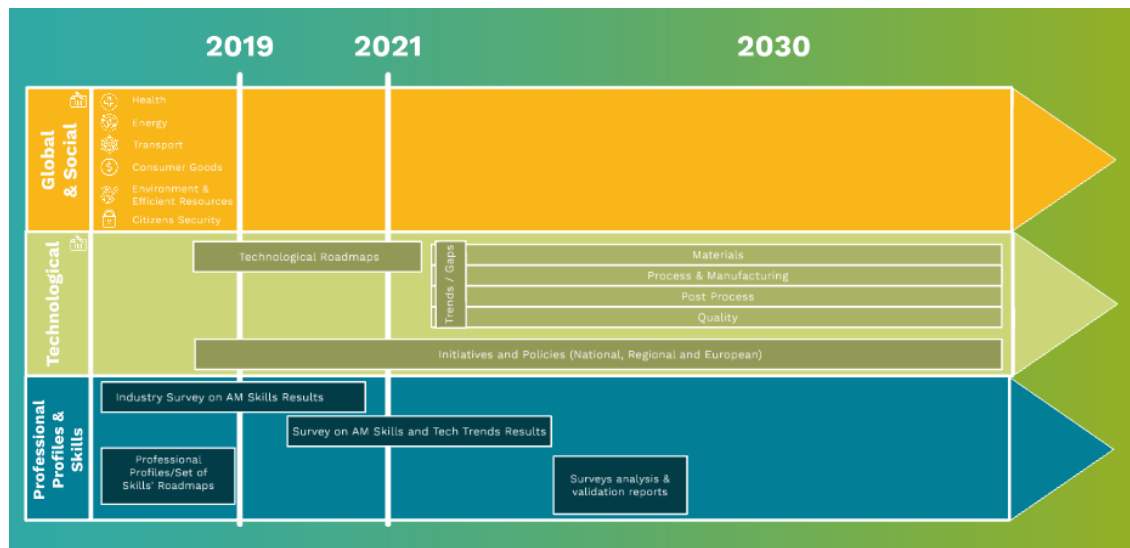 2019
2021
2030
Global
& Social
Health
Energy
Transport
Consumer Goods
Environment &
Efficient Resources
Citizens Security
Technological
Technological Roadmaps
Trends / Gaps
Materials
Process & Manufacturing
Post Process
Quality
Initiatives and Policies (National, Regional and European)
Professional
Profiles &
Skills
Industry Survey on AM Skills Results
Survey on AM Skills and Tech Trends Results
Professional
Profiles/Set of
Skills' Roadmaps
Surveys analysis &
validation reports